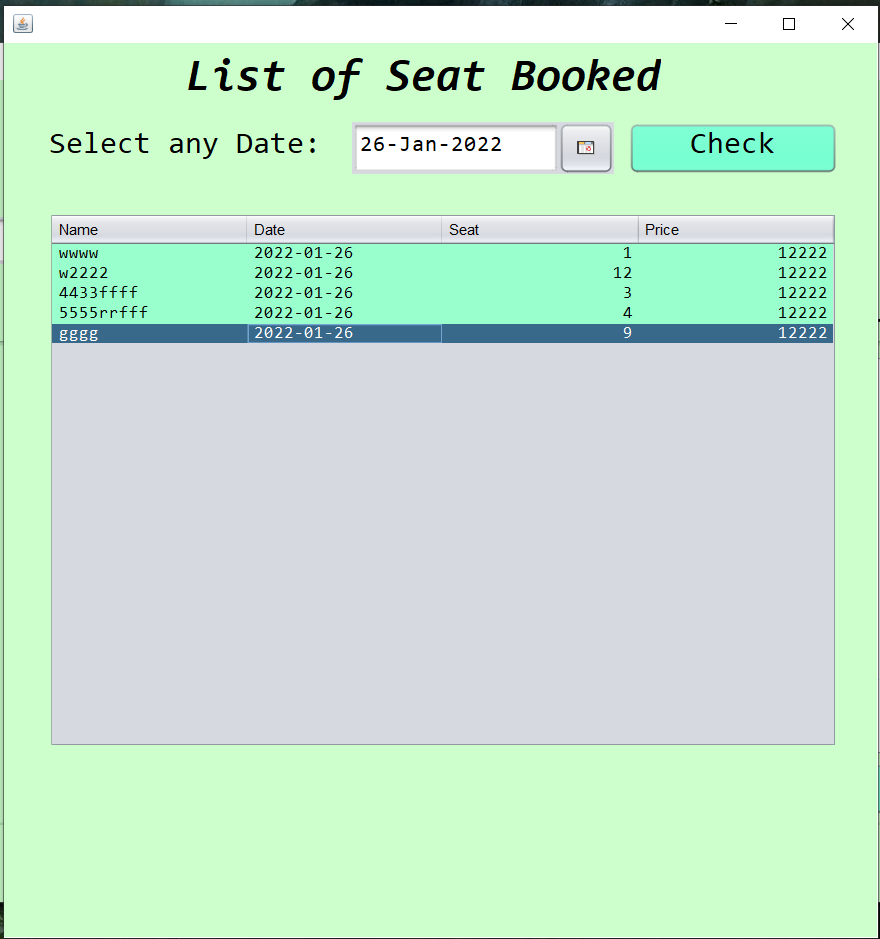 List of Seat Booked
Select any Date: 26-Jan-2022 Check
Name Date Seat Price
wwww 2022-01-26 1 12222
w2222 2022-01-26 12 12222
4433ffff 2022-01-26 3 12222
5555rrfff 2022-01-26 4 12222
gggg 2022-01-26 9 12222